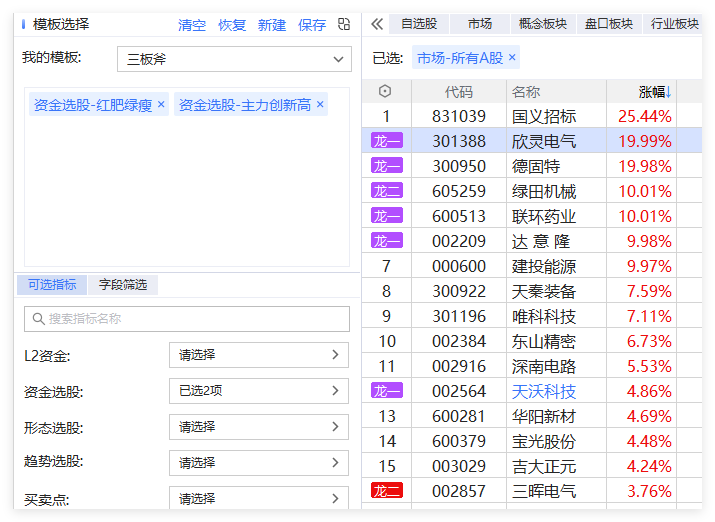 模板选择 清空 恢复 新建 保存
我的模板: 三板斧
资金选股-红肥绿瘦 × 资金选股-主力创新高 ×
可选指标 字段筛选
搜索指标名称
L2资金: 请选择
资金选股: 已选2项
形态选股: 请选择
趋势选股: 请选择
买卖点: 请选择
自选股 市场 概念板块 盘口板块 行业板块
已选: 市场-所有A股 ×
代码 名称 涨幅↓
1 831039 国义招标 25.44%
龙一 301388 欣灵电气 19.99%
龙一 300950 德固特 19.98%
龙二 605259 绿田机械 10.01%
龙一 600513 联环药业 10.01%
龙一 002209 达 意 隆 9.98%
7 000600 建投能源 9.97%
8 300922 天秦装备 7.59%
9 301196 唯科科技 7.11%
10 002384 东山精密 6.73%
11 002916 深南电路 5.53%
龙一 002564 天沃科技 4.86%
13 600281 华阳新材 4.69%
14 600379 宝光股份 4.48%
15 003029 吉大正元 4.24%
龙二 002857 三晖电气 3.76%